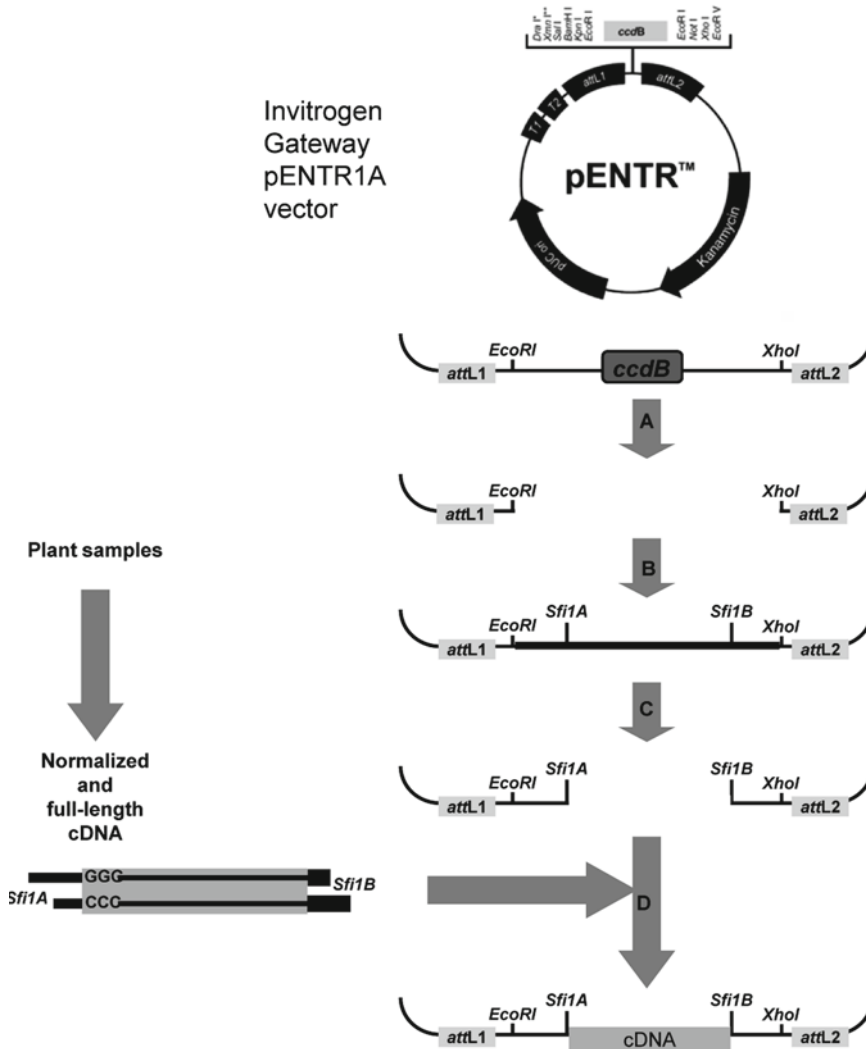 Dra I*
Xmn I**
Sal I
BamH I
Kpn I
EcoR I
ccdB
EcoR I
Not I
Xho I
EcoR V
attL1
attL2
T2
T1
Invitrogen
Gateway
pENTR1A
vector
pENTR™
Kanamycin
pUC ori
EcoRI
XhoI
attL1
ccdB
attL2
A
EcoRI
XhoI
attL1
attL2
Plant samples
B
Sfi1A
Sfi1B
EcoRI
XhoI
attL1
attL2
C
Normalized
and
full-length
cDNA
Sfi1A
Sfi1B
EcoRI
XhoI
attL1
attL2
GGG
Sfi1B
Sfi1A
CCC
D
Sfi1A
Sfi1B
EcoRI
XhoI
attL1
cDNA
attL2